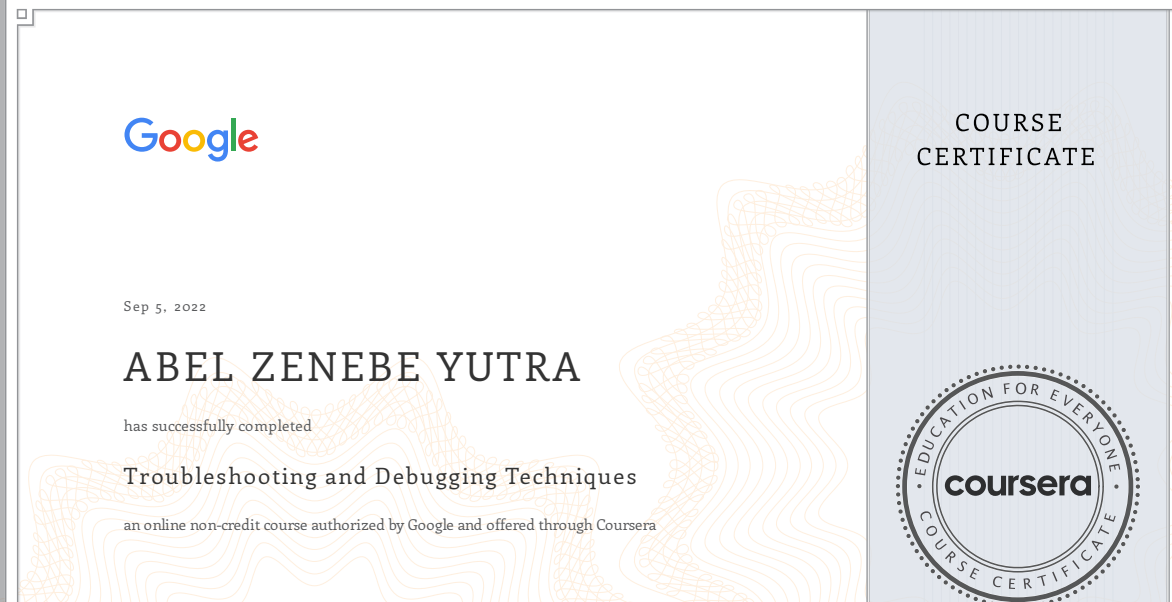 Google
Sep 5, 2022
ABEL ZENEBE YUTRA
has successfully completed
Troubleshooting and Debugging Techniques
an online non-credit course authorized by Google and offered through Coursera
COURSE
CERTIFICATE
EDUCATION FOR EVERYONE
coursera
COURSE CERTIFICATE